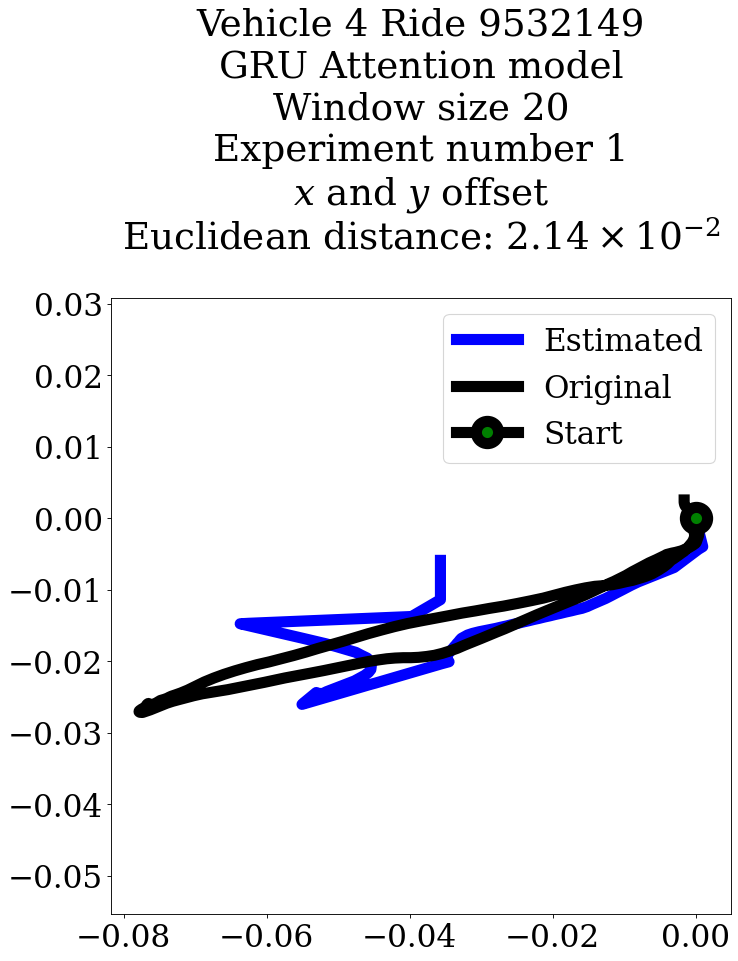 Vehicle 4 Ride 9532149
GRU Attention model
Window size 20
Experiment number 1
x and y offset
Euclidean distance: 2.14 × 10⁻²
0.03
Estimated
0.02
Original
0.01
Start
0.00
−0.01
−0.02
−0.03
−0.04
−0.05
−0.08 −0.06 −0.04 −0.02 0.00